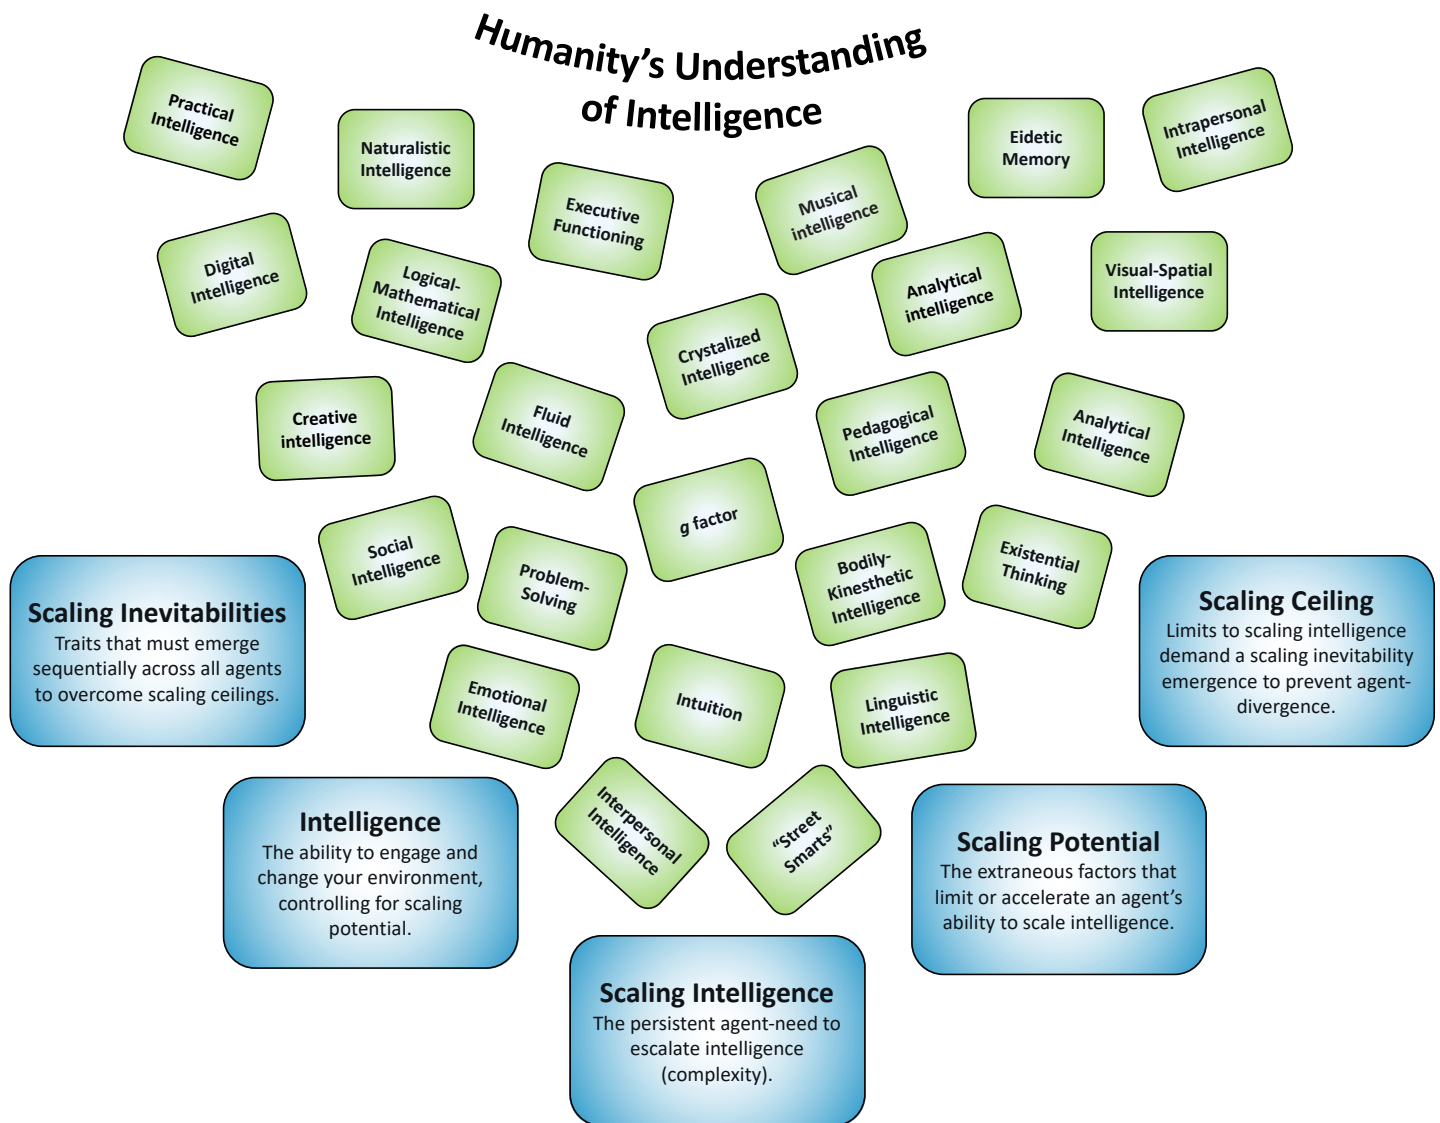 Humanity's Understanding
of Intelligence
Practical
Intelligence
Naturalistic
Intelligence
Executive
Functioning
Musical
intelligence
Eidetic
Memory
Intrapersonal
Intelligence
Digital
Intelligence
Logical-
Mathematical
Intelligence
Crystalized
Intelligence
Analytical
intelligence
Visual-Spatial
Intelligence
Creative
intelligence
Fluid
Intelligence
Pedagogical
Intelligence
Analytical
Intelligence
Social
Intelligence
Problem-
Solving
g factor
Bodily-
Kinesthetic
Intelligence
Existential
Thinking
Scaling Inevitabilities
Traits that must emerge
sequentially across all agents
to overcome scaling ceilings.
Scaling Ceiling
Limits to scaling intelligence
demand a scaling inevitability
emergence to prevent agent-
divergence.
Emotional
Intelligence
Intuition
Linguistic
Intelligence
Interpersonal
Intelligence
“Street
Smarts”
Intelligence
The ability to engage and
change your environment,
controlling for scaling
potential.
Scaling Potential
The extraneous factors that
limit or accelerate an agent’s
ability to scale intelligence.
Scaling Intelligence
The persistent agent-need to
escalate intelligence
(complexity).